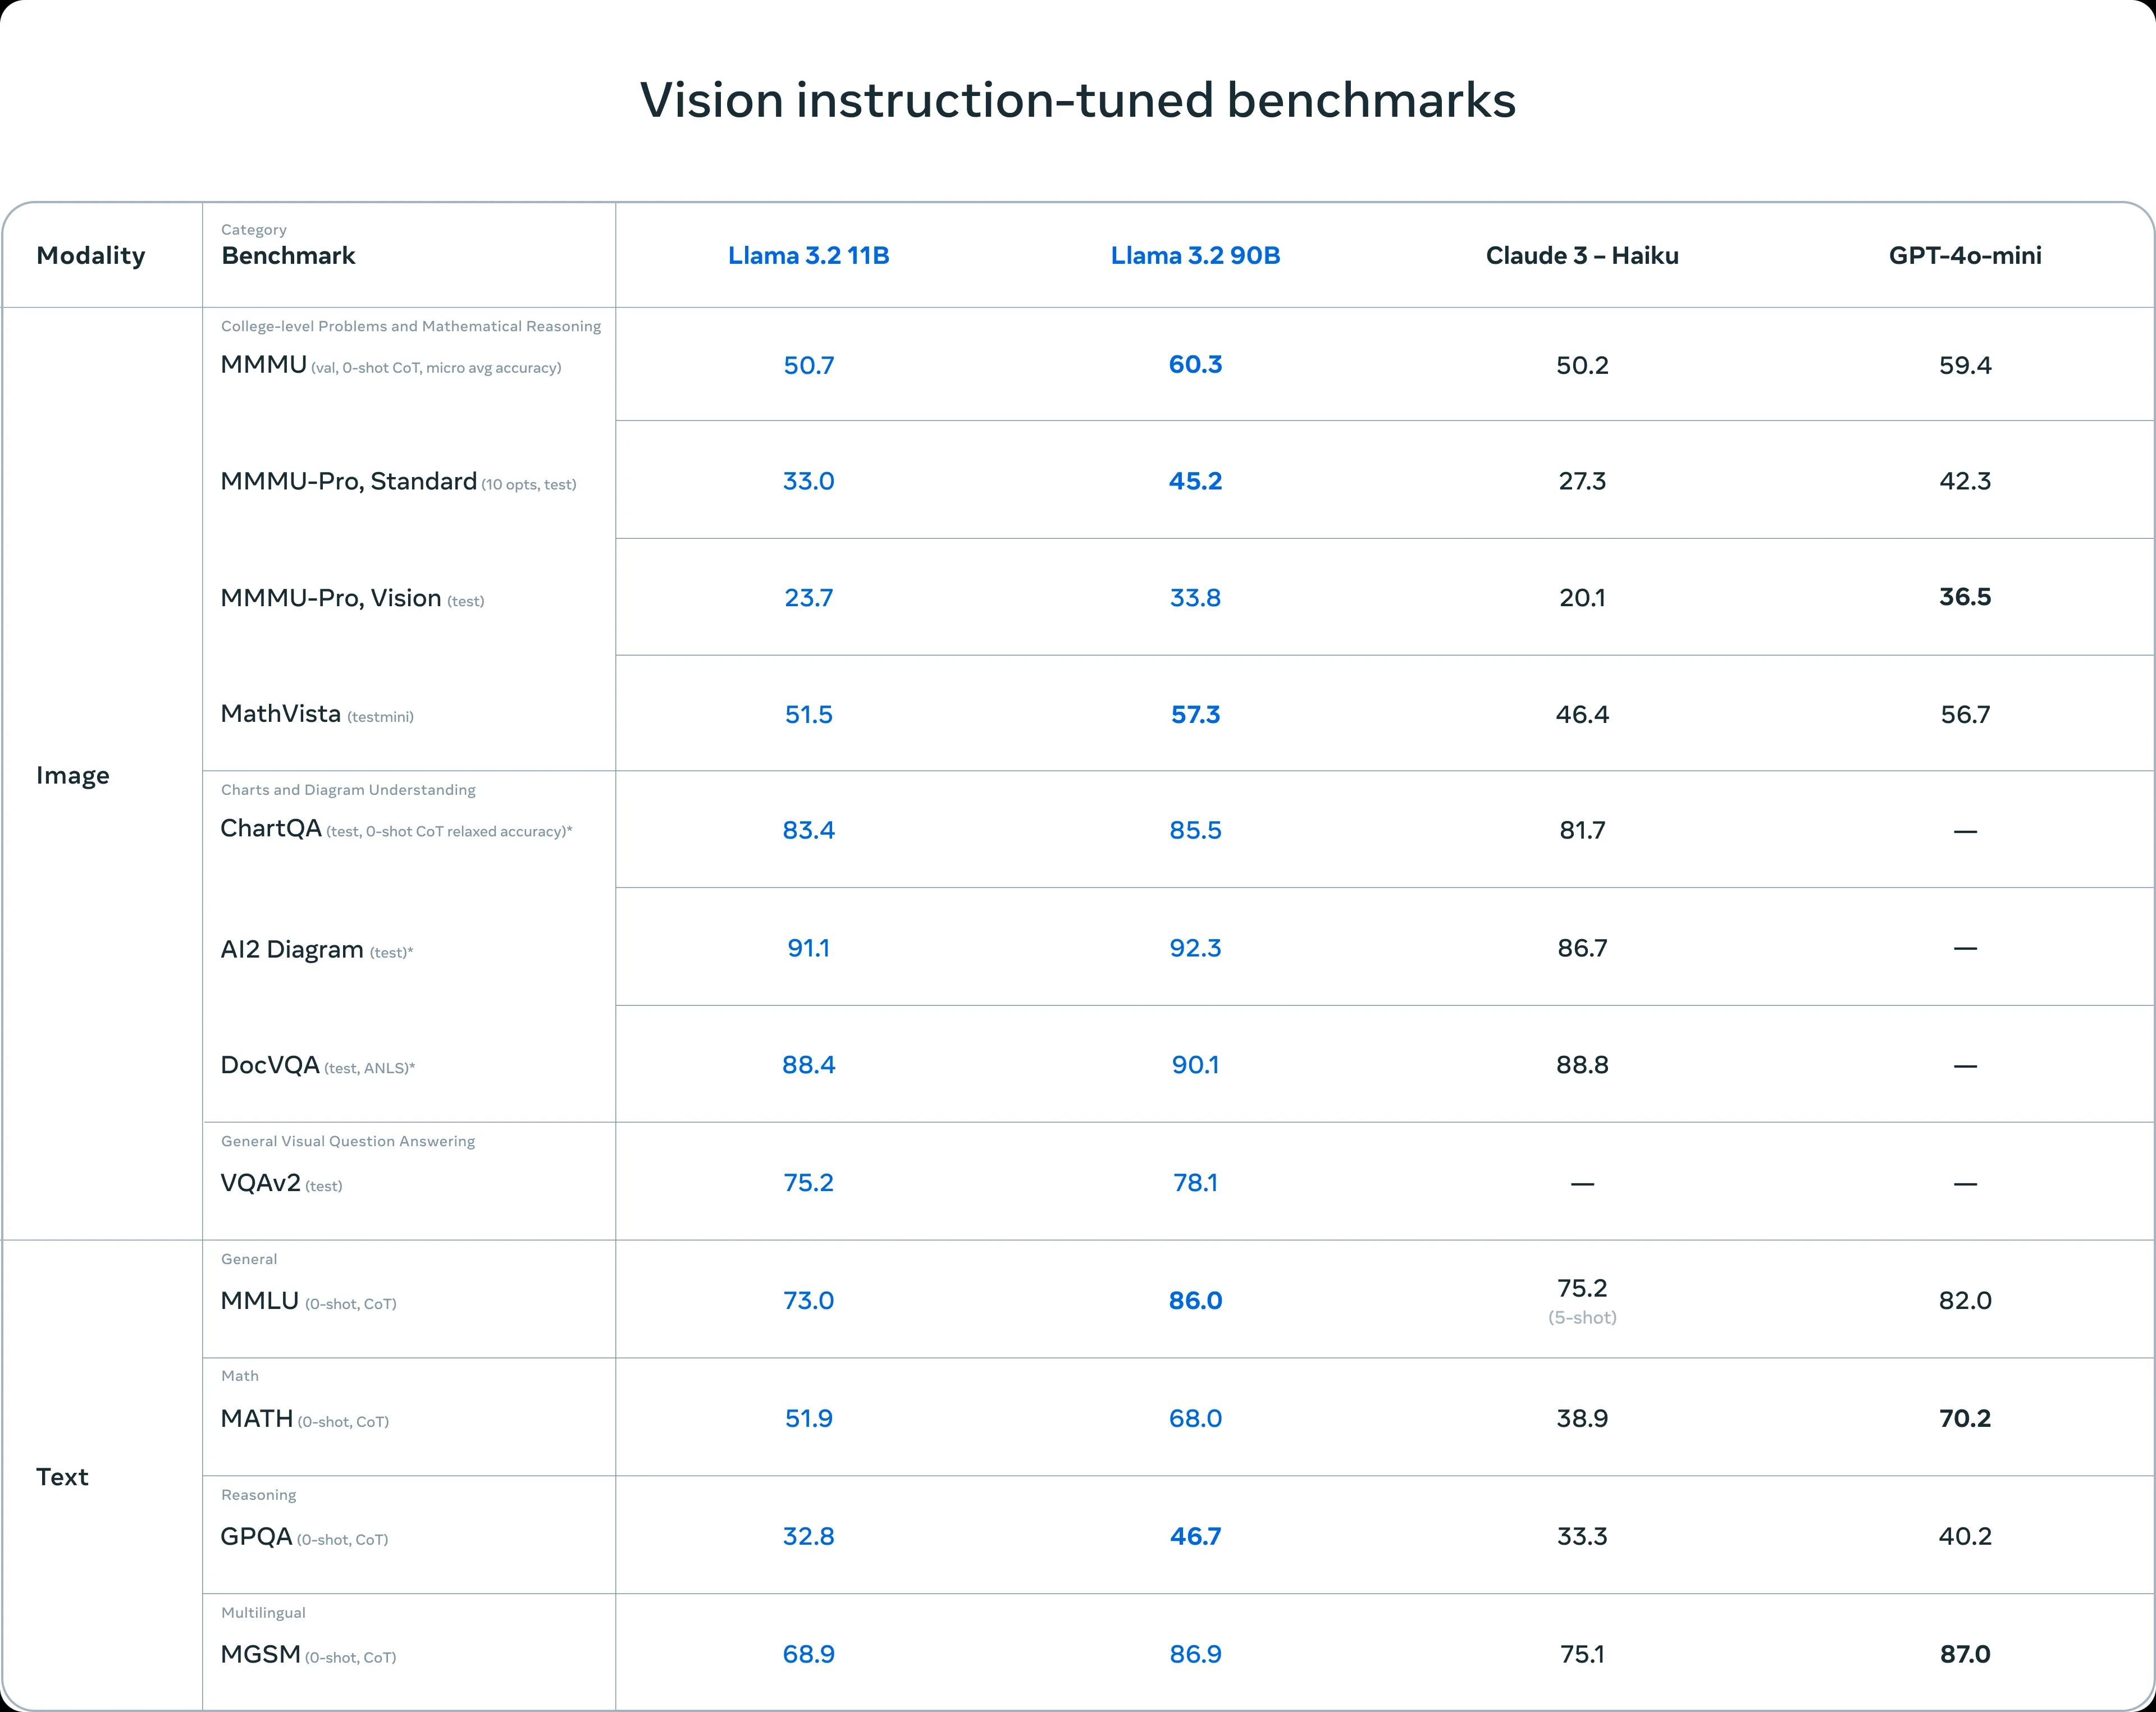 Vision instruction-tuned benchmarks
Modality
Category
Benchmark
Llama 3.2 11B
Llama 3.2 90B
Claude 3 – Haiku
GPT-4o-mini
Image
College-level Problems and Mathematical Reasoning
MMMU (val, 0-shot CoT, micro avg accuracy)
50.7
60.3
50.2
59.4
MMMU-Pro, Standard (10 opts, test)
33.0
45.2
27.3
42.3
MMMU-Pro, Vision (test)
23.7
33.8
20.1
36.5
MathVista (testmini)
51.5
57.3
46.4
56.7
Charts and Diagram Understanding
ChartQA (test, 0-shot CoT relaxed accuracy)*
83.4
85.5
81.7
—
AI2 Diagram (test)*
91.1
92.3
86.7
—
DocVQA (test, ANLS)*
88.4
90.1
88.8
—
General Visual Question Answering
VQAv2 (test)
75.2
78.1
—
—
Text
General
MMLU (0-shot, CoT)
73.0
86.0
75.2
(5-shot)
82.0
Math
MATH (0-shot, CoT)
51.9
68.0
38.9
70.2
Reasoning
GPQA (0-shot, CoT)
32.8
46.7
33.3
40.2
Multilingual
MGSM (0-shot, CoT)
68.9
86.9
75.1
87.0